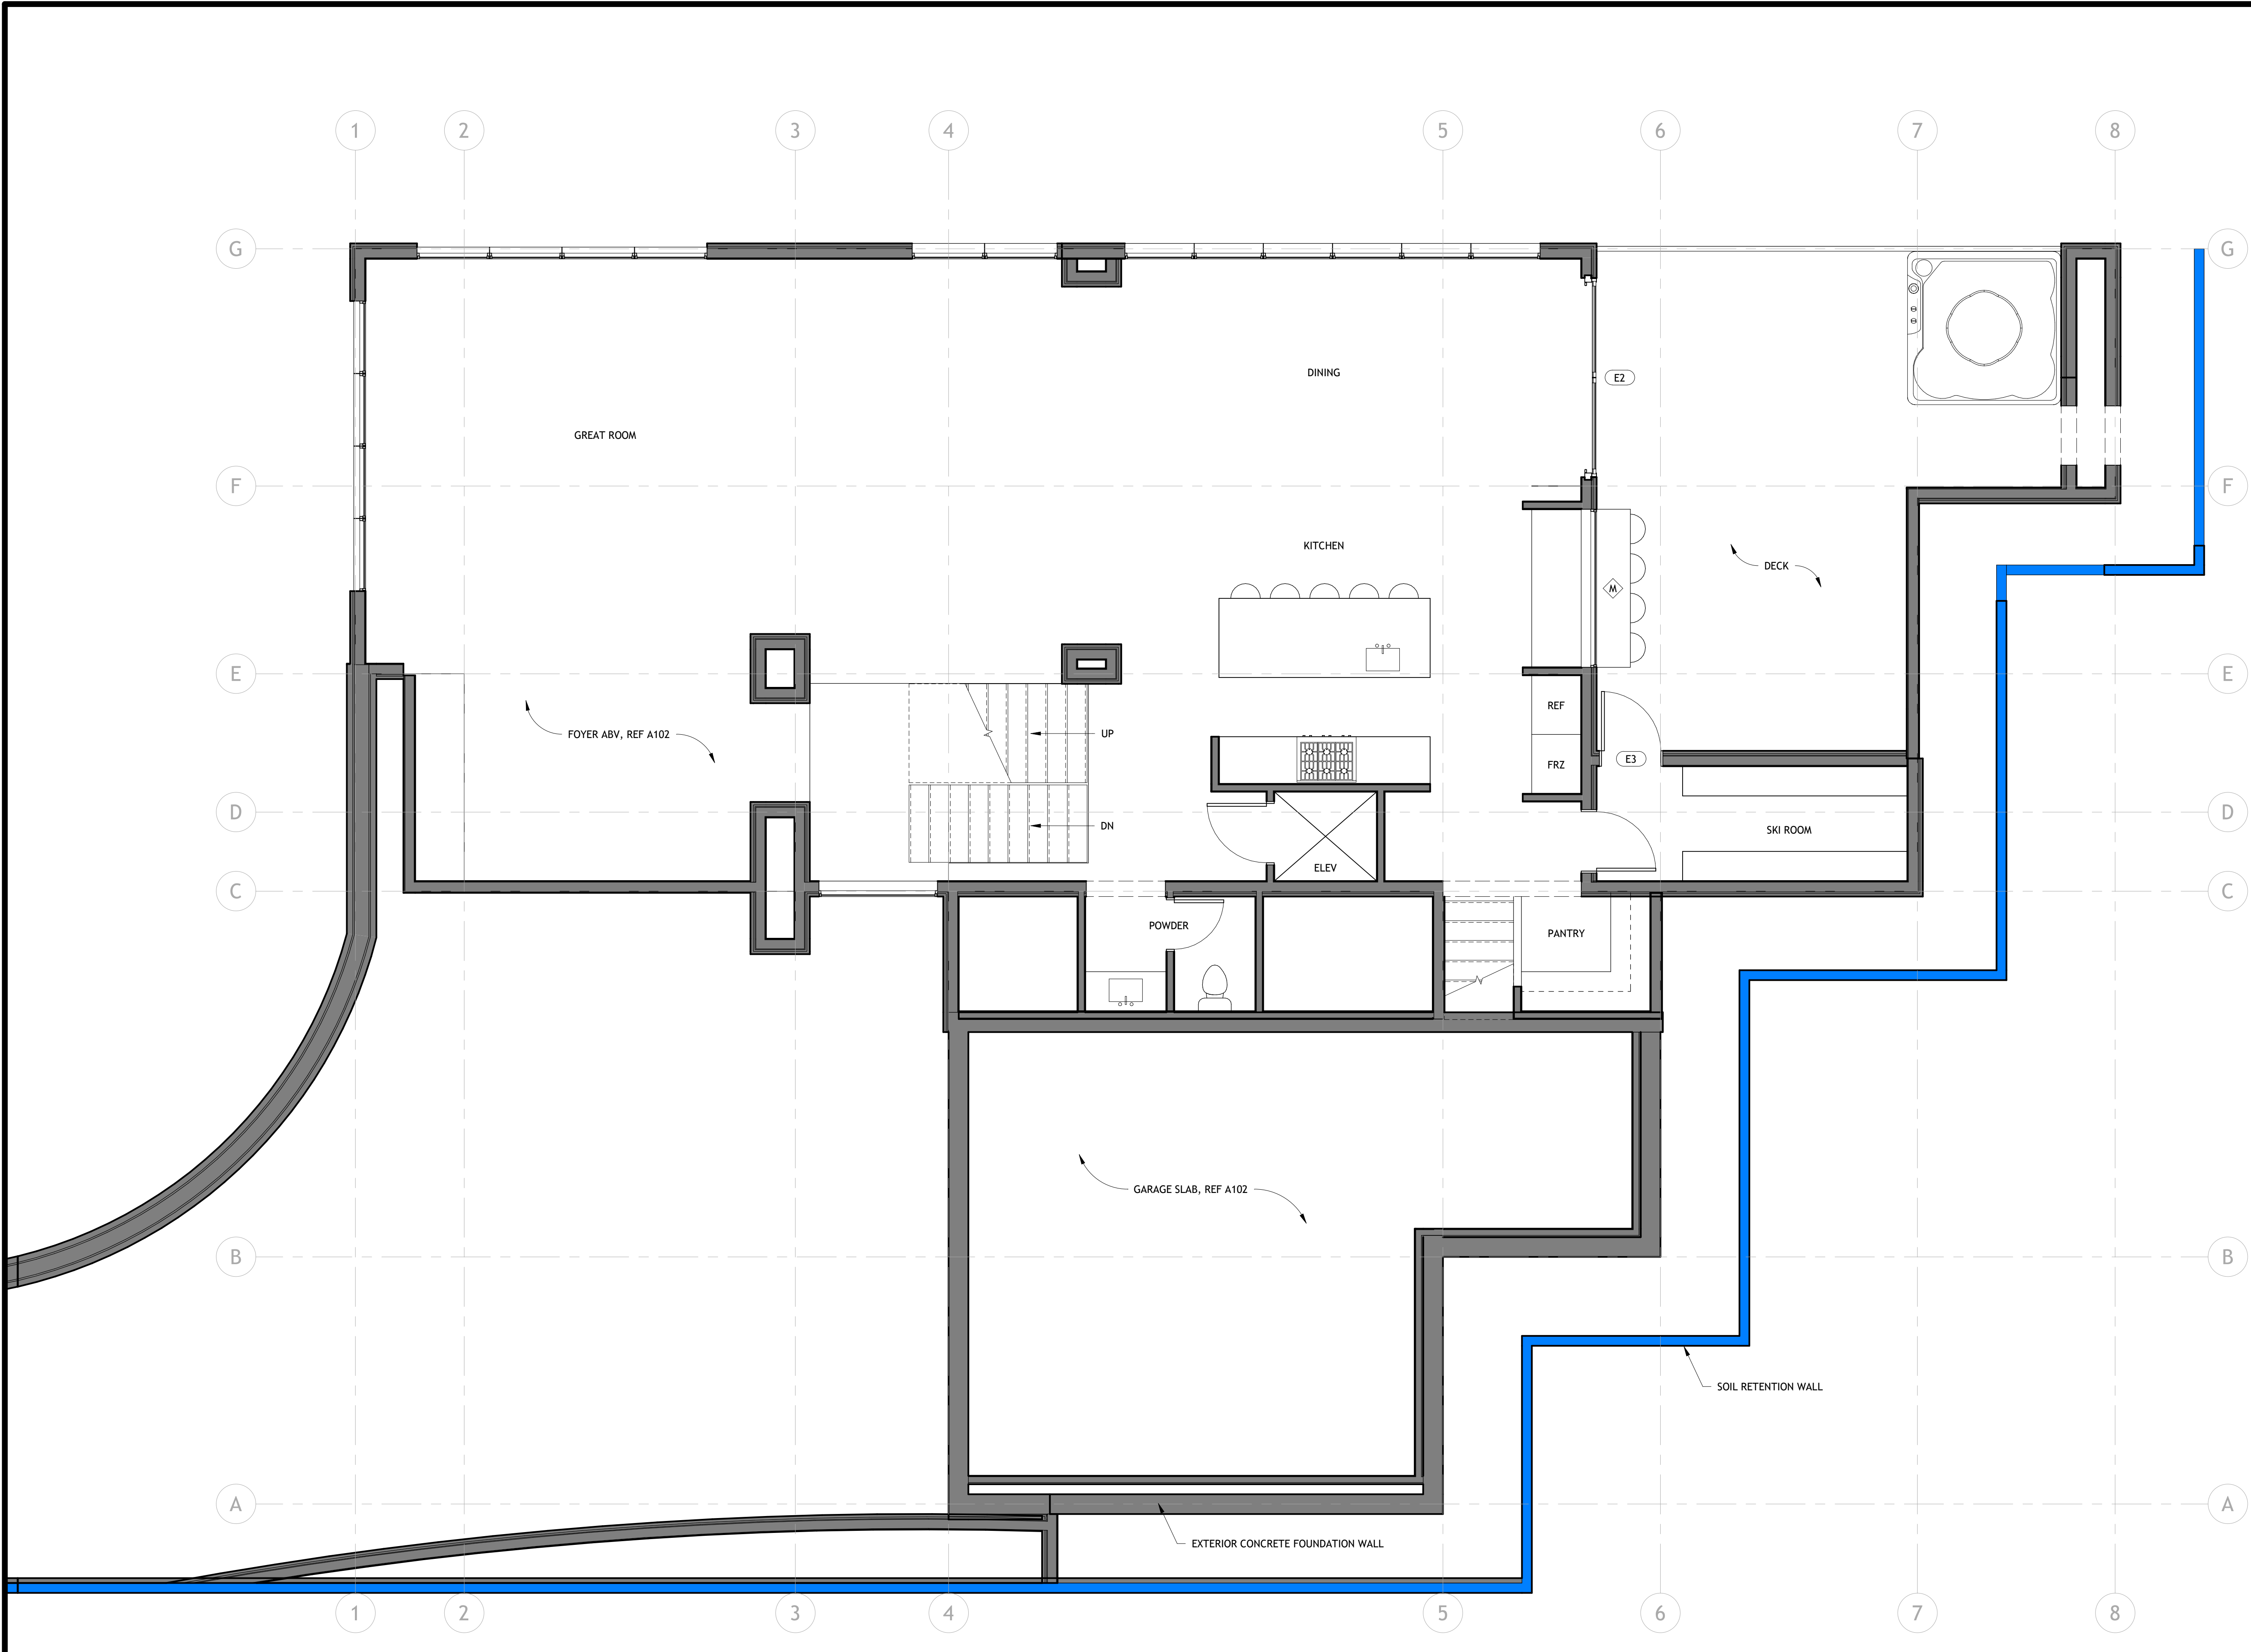 1 2 3 4 5 6 7 8
G G
DINING
E2
GREAT ROOM
F F
KITCHEN
DECK
M
E E
REF
FOYER ABV, REF A102
UP
E3
FRZ
D D
DN
SKI ROOM
ELEV
C C
POWDER
PANTRY
GARAGE SLAB, REF A102
B B
SOIL RETENTION WALL
A A
EXTERIOR CONCRETE FOUNDATION WALL
1 2 3 4 5 6 7 8